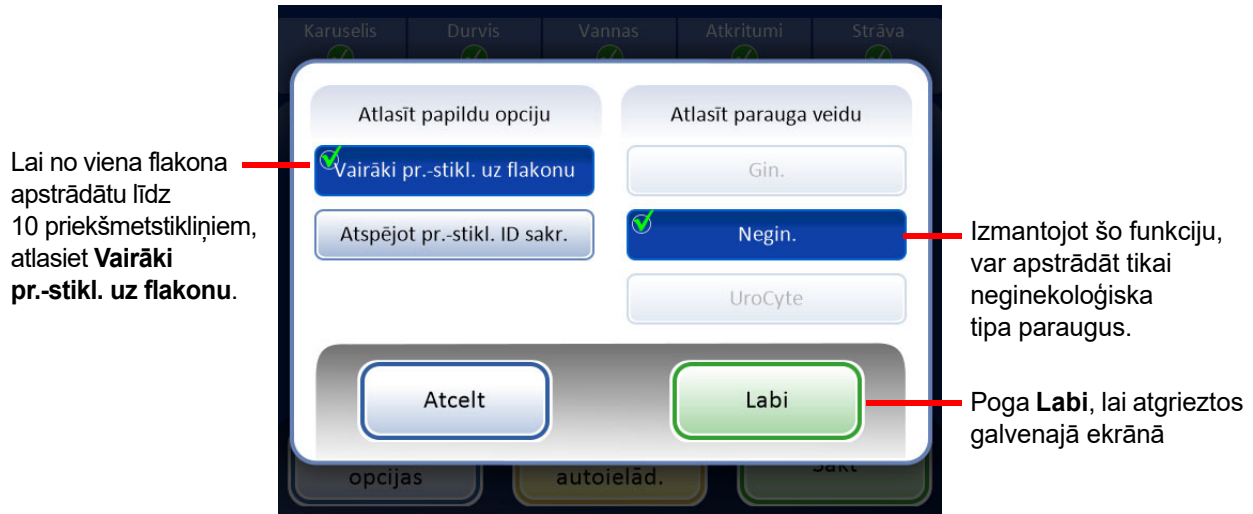 Karuselis Durvis Vannas Atkritumi Strāva
Atlasīt papildu opciju
Atlasīt parauga veidu
Vairāki pr.-stikl. uz flakonu
Gin.
Atspējot pr.-stikl. ID sakr.
Negin.
UroCyte
Atcelt
Labi
opcijas
autoielād.
Sākt
Lai no viena flakona
apstrādātu līdz
10 priekšmetstikliņiem,
atlasiet Vairāki
pr.-stikl. uz flakonu.
Izmantojot šo funkciju,
var apstrādāt tikai
neginekoloģiska
tipa paraugus.
Poga Labi, lai atgrieztos
galvenajā ekrānā